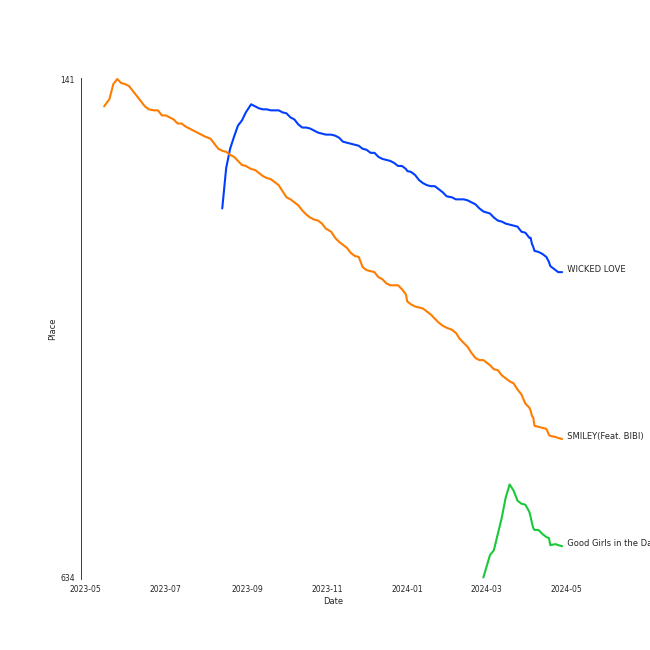 141
WICKED LOVE
Place
SMILEY(Feat. BIBI)
Good Girls in the Da
634
2023-05 2023-07 2023-09 2023-11 2024-01 2024-03 2024-05
Date